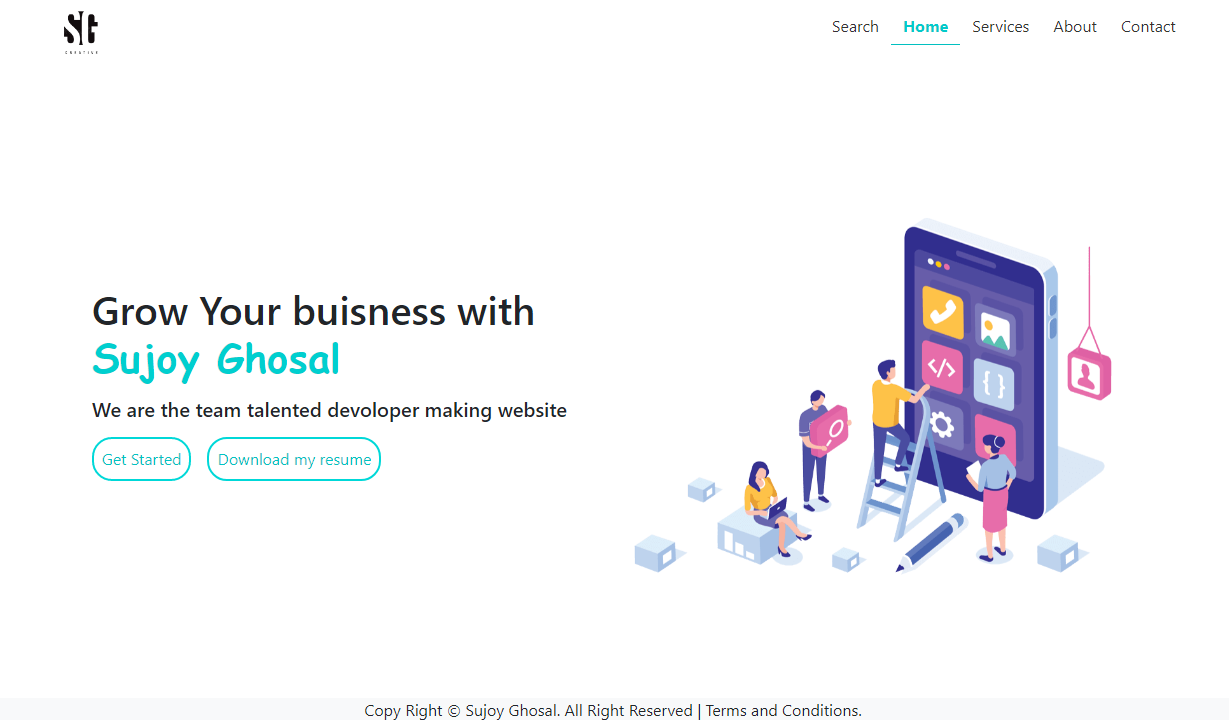 SG
CREATIVE
Search Home Services About Contact
Grow Your buisness with
Sujoy Ghosal
We are the team talented devoloper making website
Get Started Download my resume
Copy Right © Sujoy Ghosal. All Right Reserved | Terms and Conditions.